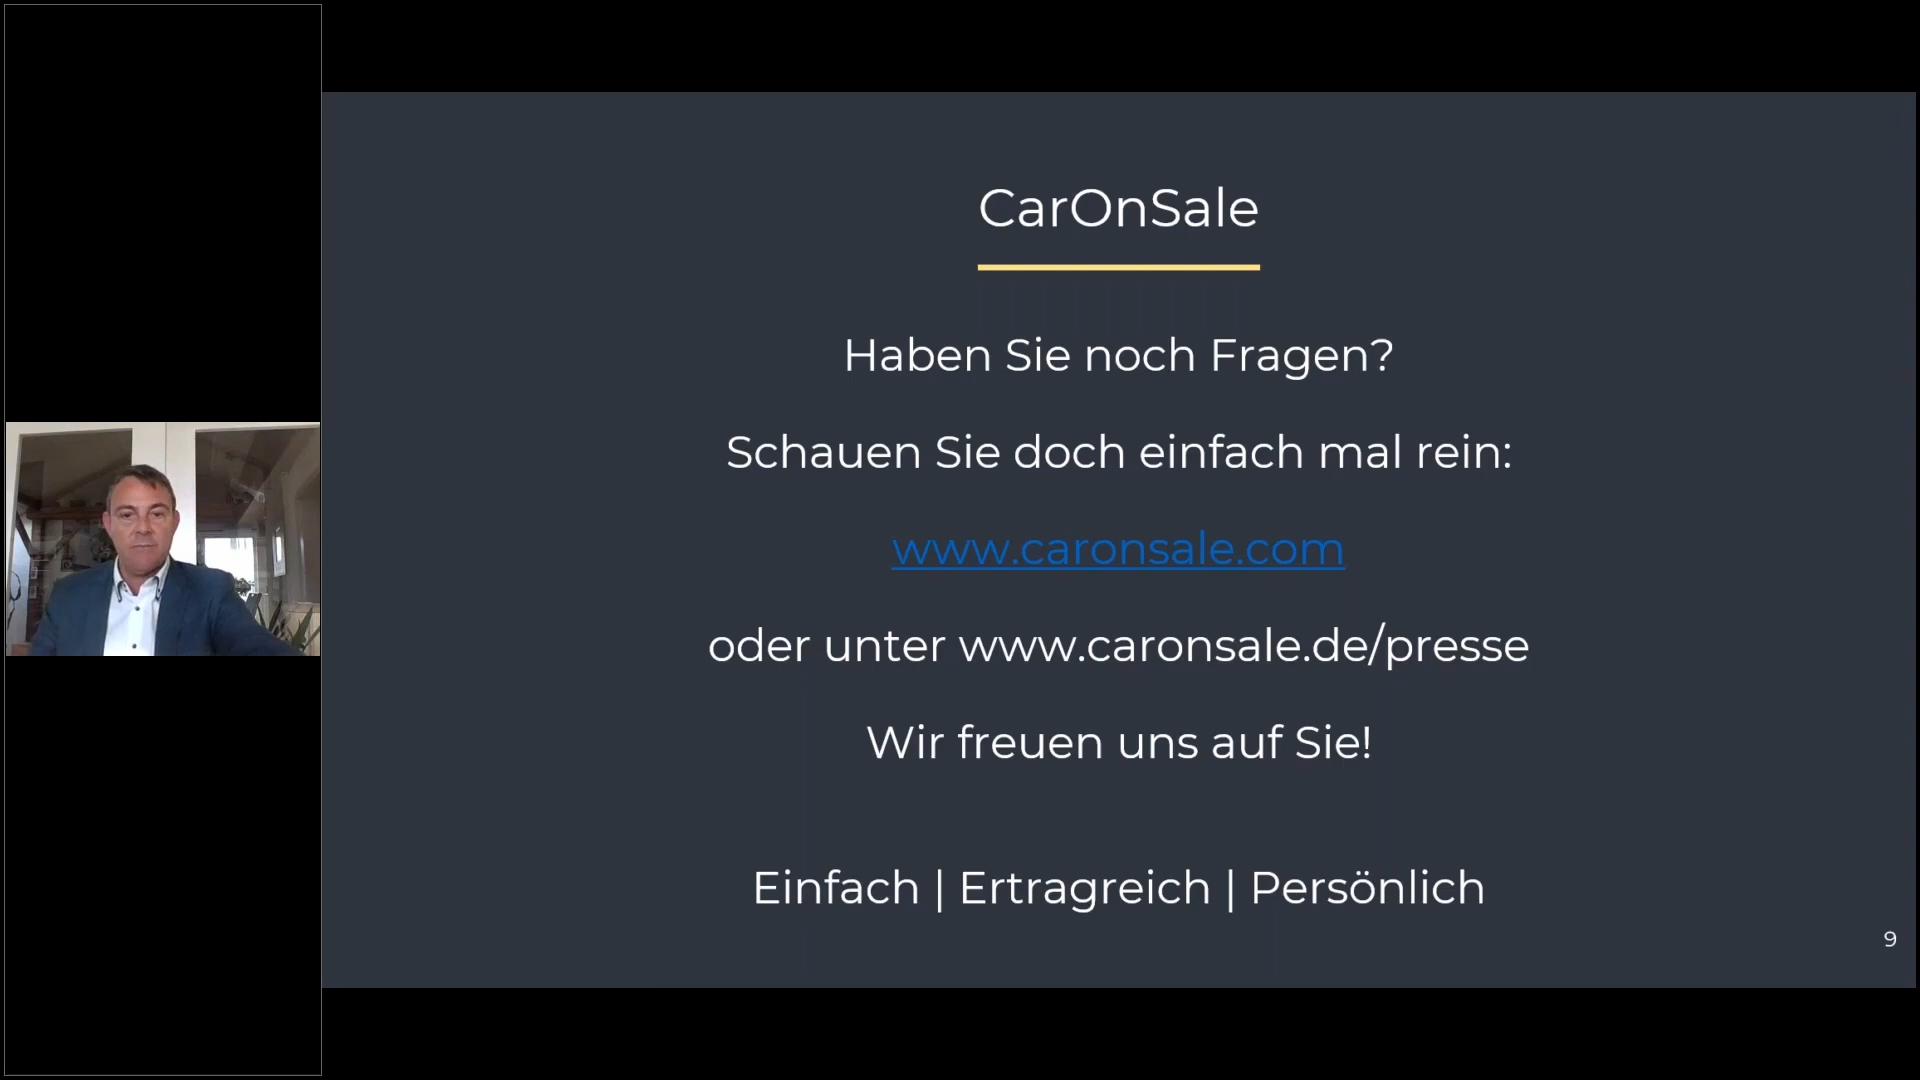 CarOnSale
Haben Sie noch Fragen?
Schauen Sie doch einfach mal rein:
www.caronsale.com
oder unter www.caronsale.de/presse
Wir freuen uns auf Sie!
Einfach | Ertragreich | Persönlich
9